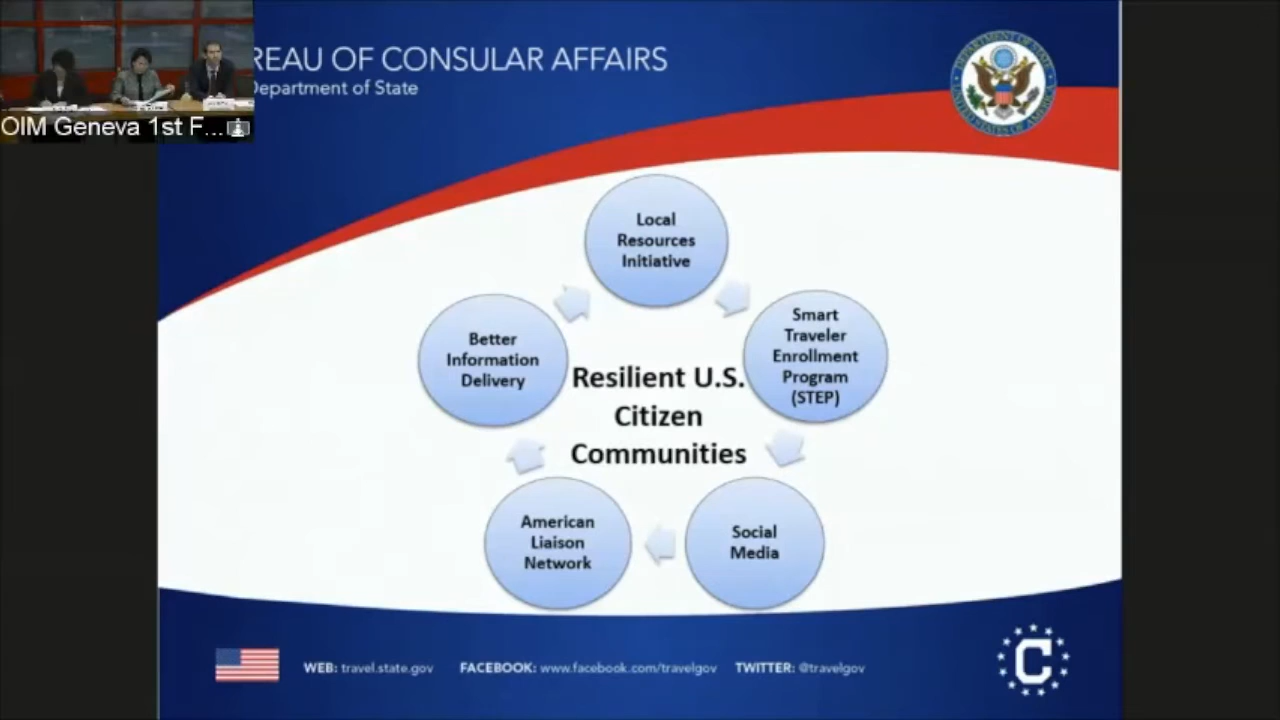 REAU OF CONSULAR AFFAIRS
Department of State
OIM Geneva 1st F...
Local
Resources
Initiative
Smart
Traveler
Enrollment
Program
(STEP)
Social
Media
American
Liaison
Network
Better
Information
Delivery
Resilient U.S.
Citizen
Communities
WEB: travel.state.gov FACEBOOK: www.facebook.com/travelgov TWITTER: @travelgov
C